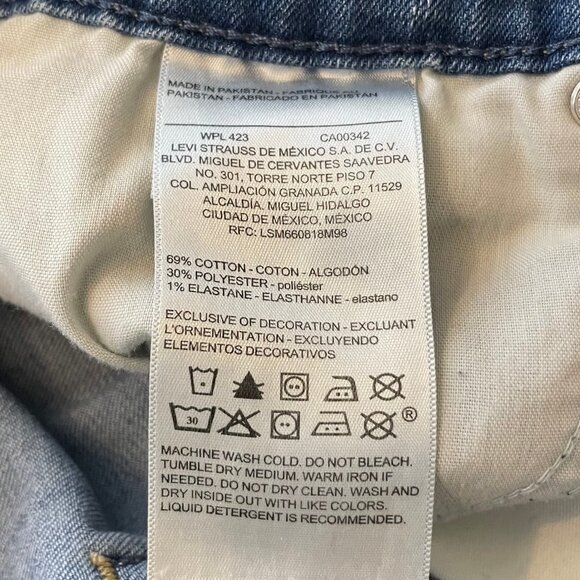 MADE IN PAKISTAN - FABRIQUÉ AU
PAKISTAN - FABRICADO EN PAKISTAN
WPL 423 CA00342
LEVI STRAUSS DE MÉXICO S.A. DE C.V.
BLVD. MIGUEL DE CERVANTES SAAVEDRA
NO. 301, TORRE NORTE PISO 7
COL. AMPLIACIÓN GRANADA C.P. 11529
ALCALDÍA. MIGUEL HIDALGO
CIUDAD DE MÉXICO, MÉXICO
RFC: LSM660818M98
69% COTTON - COTON - ALGODÓN
30% POLYESTER - poliéster
1% ELASTANE - ELASTHANNE - elastano
EXCLUSIVE OF DECORATION - EXCLUANT
L'ORNEMENTATION - EXCLUYENDO
ELEMENTOS DECORATIVOS
30 ®
MACHINE WASH COLD. DO NOT BLEACH.
TUMBLE DRY MEDIUM. WARM IRON IF
NEEDED. DO NOT DRY CLEAN. WASH AND
DRY INSIDE OUT WITH LIKE COLORS.
LIQUID DETERGENT IS RECOMMENDED.